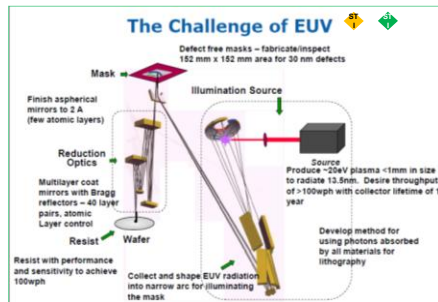 The Challenge of EUV
ST
I
ST
I
Defect free masks – fabricate/inspect
152 mm x 152 mm area for 30 nm defects
Mask
Illumination Source
Finish aspherical
mirrors to 2 A
(few atomic layers)
Reduction
Optics
Multilayer coat
mirrors with Bragg
reflectors – 40 layer
pairs, atomic
Layer control
Source
Produce ~20eV plasma <1mm in size
to radiate 13.5nm. Desire throughput
of >100wph with collector lifetime of 1
year
Resist
Wafer
Resist with performance
and sensitivity to achieve
100wph
Collect and shape EUV radiation
into narrow arc for illuminating
the mask
Develop method for
using photons absorbed
by all materials for
lithography